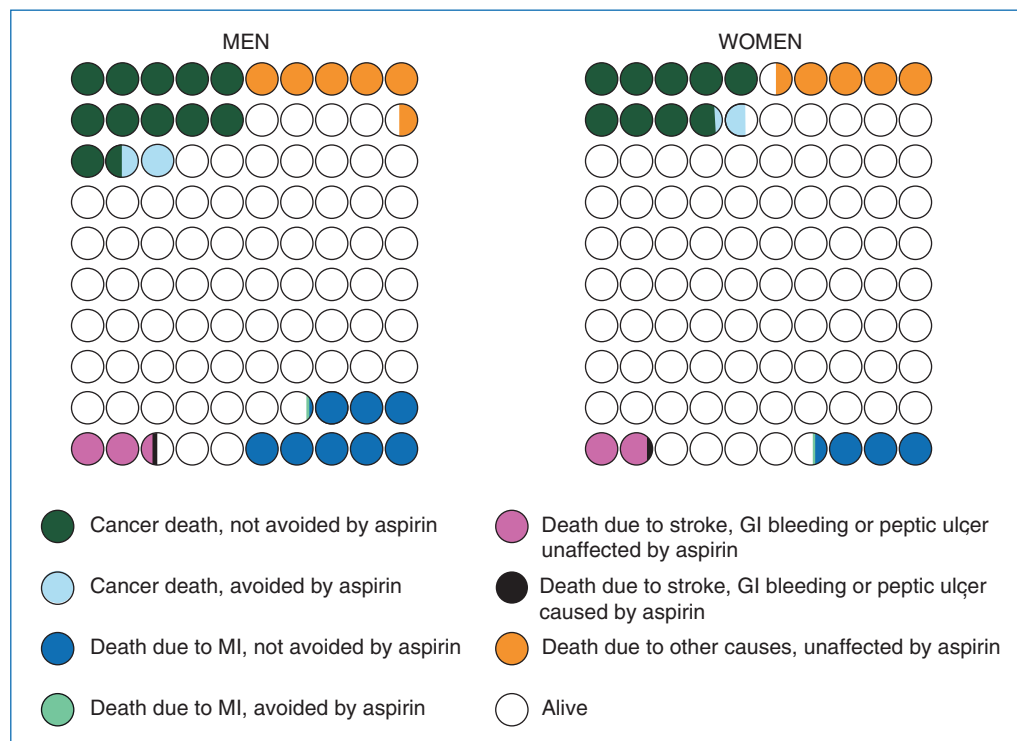 MEN
WOMEN
Cancer death, not avoided by aspirin
Cancer death, avoided by aspirin
Death due to MI, not avoided by aspirin
Death due to MI, avoided by aspirin
Death due to stroke, GI bleeding or peptic ulçer
unaffected by aspirin
Death due to stroke, GI bleeding or peptic ulçer
caused by aspirin
Death due to other causes, unaffected by aspirin
Alive